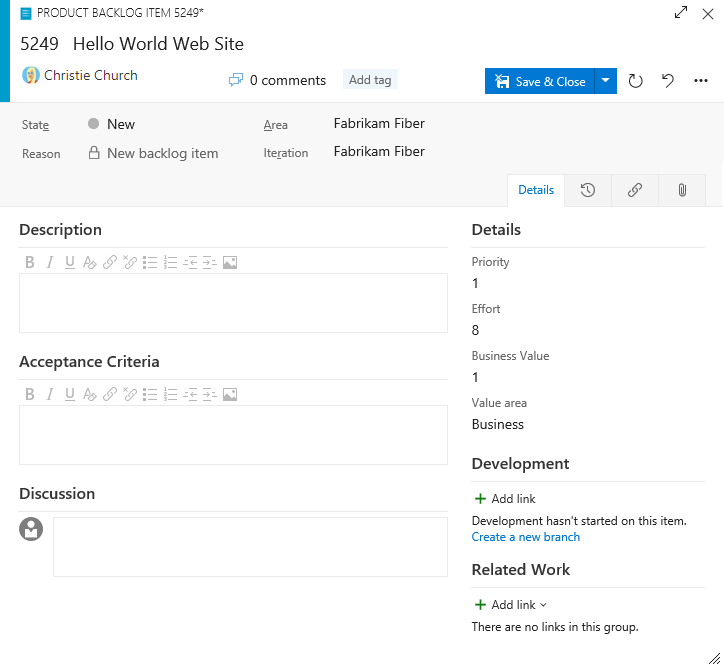 PRODUCT BACKLOG ITEM 5249*
5249 Hello World Web Site
Christie Church
0 comments
Add tag
Save & Close
State
New
Area
Fabrikam Fiber
Reason
New backlog item
Iteration
Fabrikam Fiber
Details
Description
B I U
Acceptance Criteria
B I U
Discussion
Details
Priority
1
Effort
8
Business Value
1
Value area
Business
Development
+ Add link
Development hasn't started on this item.
Create a new branch
Related Work
+ Add link
There are no links in this group.